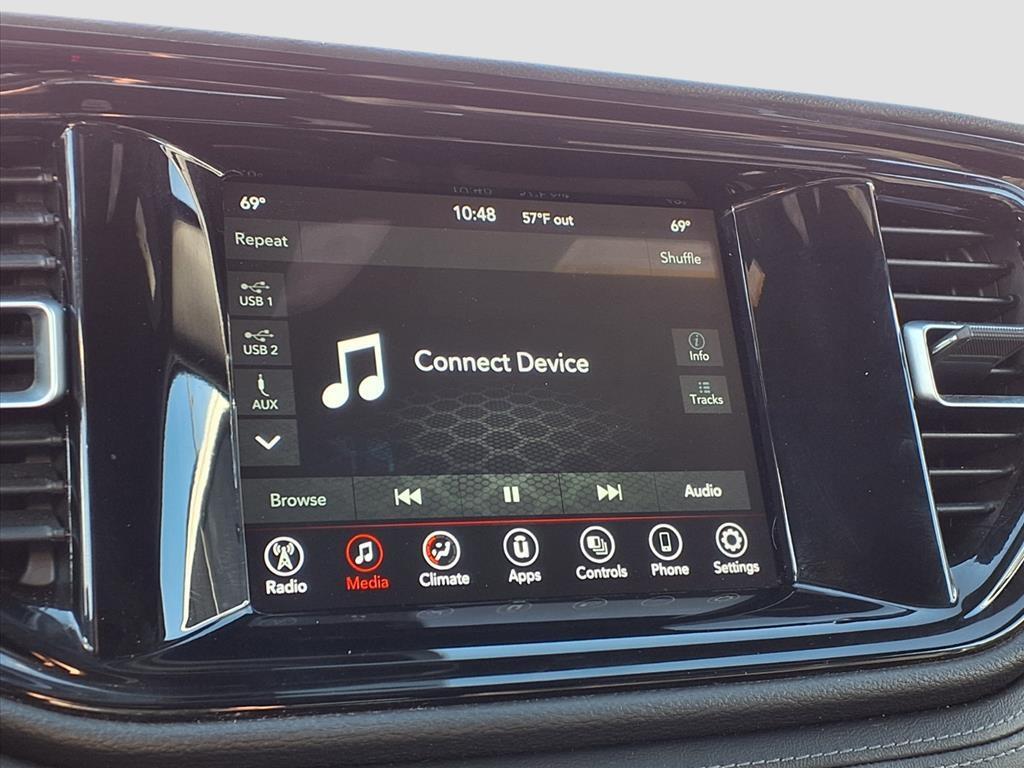 69°
10:48
57°F out
69°
Repeat
Shuffle
USB 1
USB 2
AUX
Connect Device
i
Info
Tracks
Browse
Audio
Radio
Media
Climate
Apps
Controls
Phone
Settings